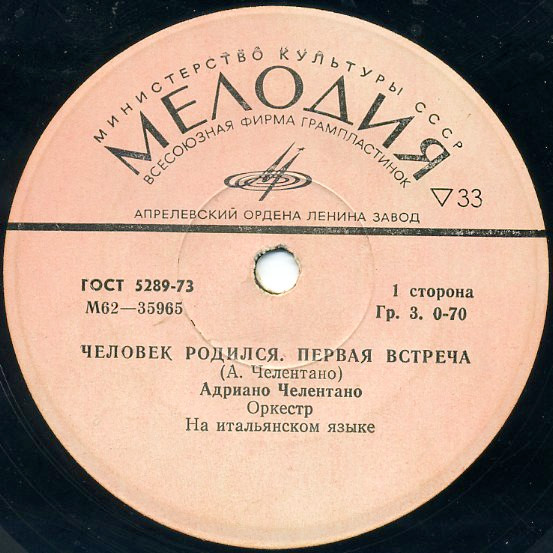 МИНИСТЕРСТВО КУЛЬТУРЫ СССР
МЕЛОДИЯ
ВСЕСОЮЗНАЯ ФИРМА ГРАМПЛАСТИНОК
▽33
АПРЕЛЕВСКИЙ ОРДЕНА ЛЕНИНА ЗАВОД
ГОСТ 5289-73
М62—35965
1 сторона
Гр. 3. 0-70
ЧЕЛОВЕК РОДИЛСЯ. ПЕРВАЯ ВСТРЕЧА
(А. Челентано)
Адриано Челентано
Оркестр
На итальянском языке